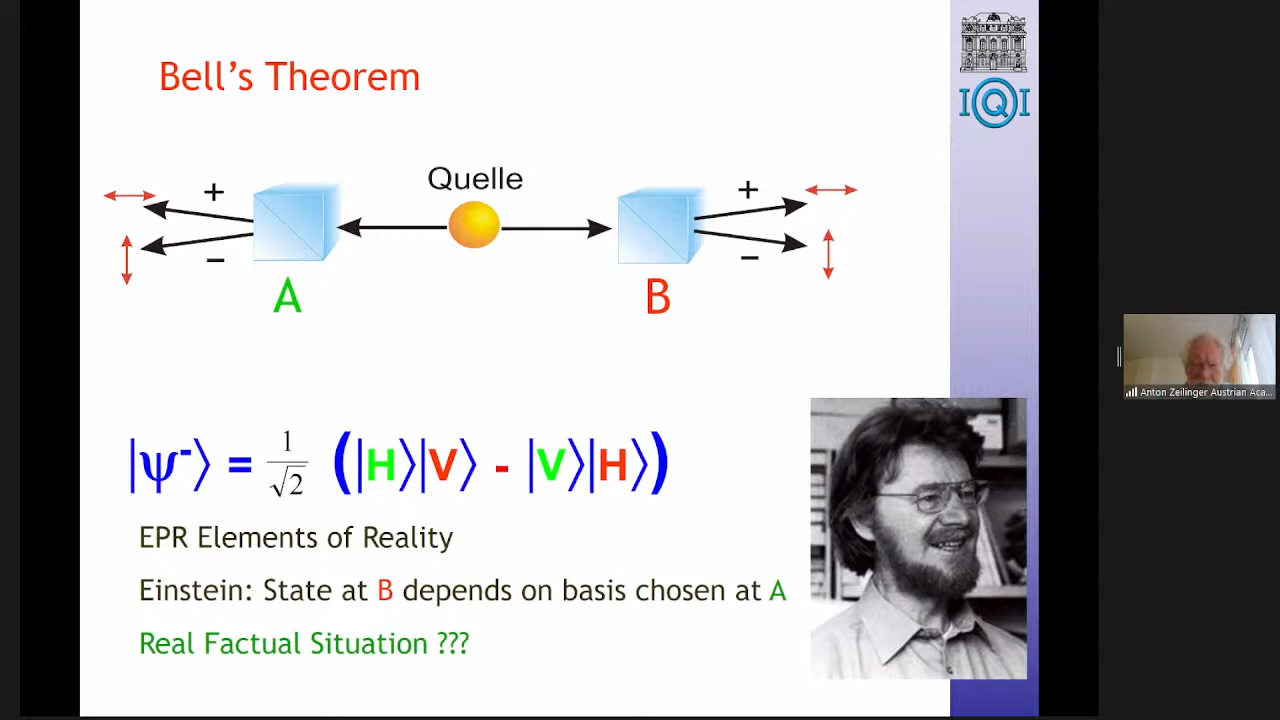 Bell's Theorem
IQI
Quelle
+
−
+
−
A
B
|ψ⁻⟩ = 1/√2 (|H⟩|V⟩ - |V⟩|H⟩)
EPR Elements of Reality
Einstein: State at B depends on basis chosen at A
Real Factual Situation ???
Anton Zeilinger Austrian Aca...